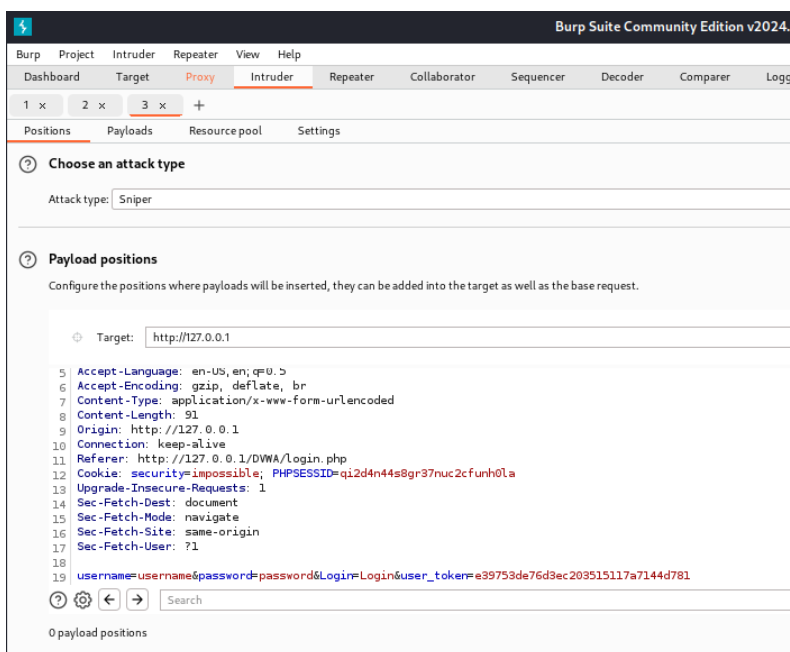 Burp Suite Community Edition v2024.
Burp Project Intruder Repeater View Help
Dashboard Target Proxy Intruder Repeater Collaborator Sequencer Decoder Comparer Logg
1 × 2 × 3 × +
Positions Payloads Resource pool Settings
? Choose an attack type
Attack type: Sniper
? Payload positions
Configure the positions where payloads will be inserted, they can be added into the target as well as the base request.
Target: http://127.0.0.1
5 Accept-Language: en-US,en;q=0.5
6 Accept-Encoding: gzip, deflate, br
7 Content-Type: application/x-www-form-urlencoded
8 Content-Length: 91
9 Origin: http://127.0.0.1
10 Connection: keep-alive
11 Referer: http://127.0.0.1/DVWA/login.php
12 Cookie: security=impossible; PHPSESSID=qi2d4n44s8gr37nuc2cfunh0la
13 Upgrade-Insecure-Requests: 1
14 Sec-Fetch-Dest: document
15 Sec-Fetch-Mode: navigate
16 Sec-Fetch-Site: same-origin
17 Sec-Fetch-User: ?1
18
19 username=username&password=password&Login=Login&user_token=e39753de76d3ec203515117a7144d781
? Search
0 payload positions